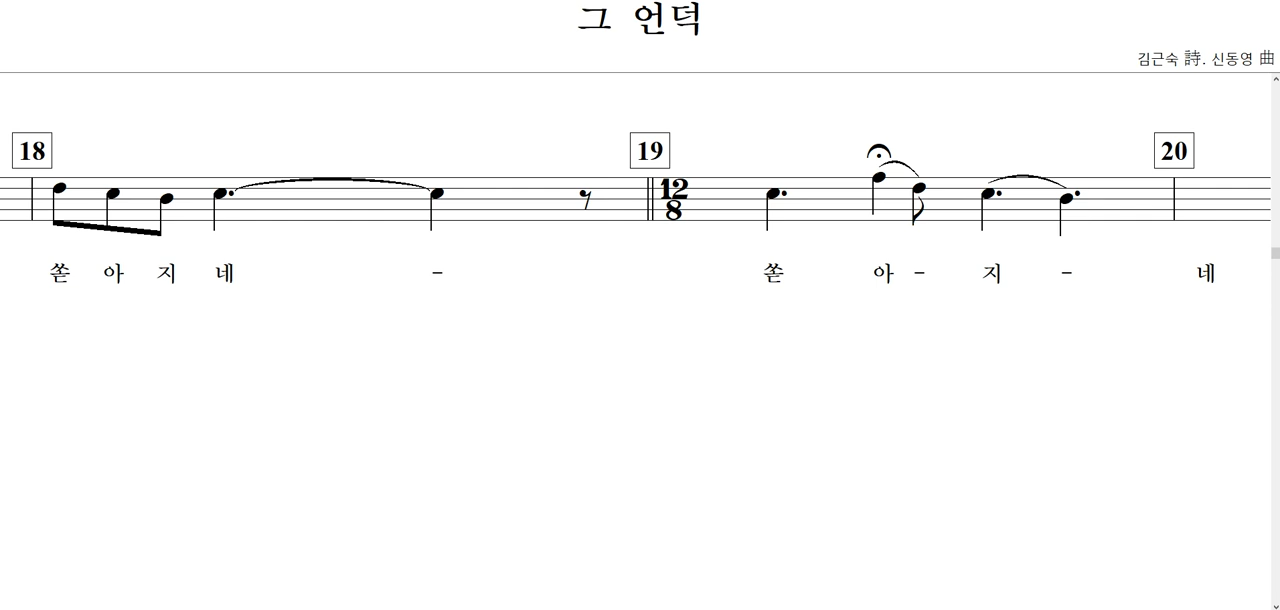 그 언덕
김근숙 詩. 신동영 曲
18 19 20
12
8
쏟 아 지 네 - 쏟 아 - 지 - 네